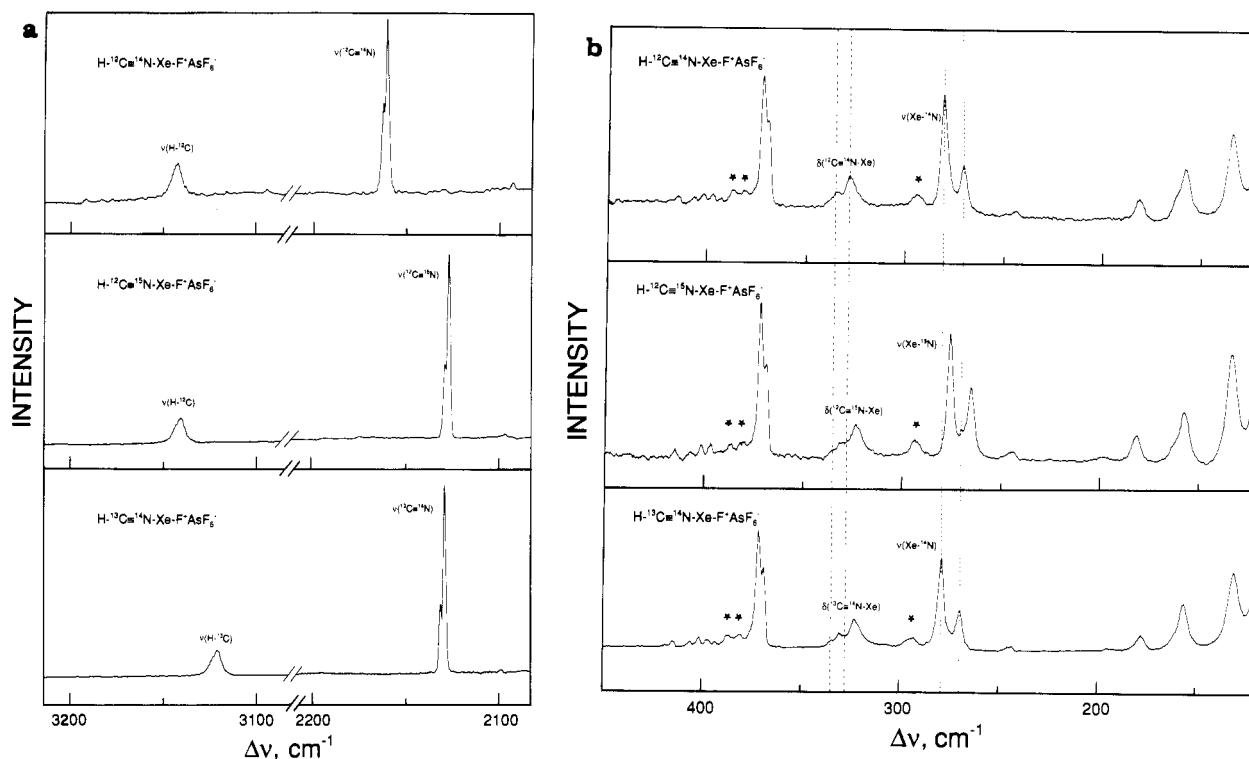 a
H-¹²C≡¹⁴N-Xe-F⁺AsF₆⁻
ν(¹²C≡¹⁴N)
ν(H-¹²C)
H-¹²C≡¹⁵N-Xe-F⁺AsF₆⁻
ν(¹²C≡¹⁵N)
ν(H-¹²C)
H-¹³C≡¹⁴N-Xe-F⁺AsF₆⁻
ν(¹³C≡¹⁴N)
ν(H-¹³C)
INTENSITY
3200 3100 2200 2100
Δν, cm⁻¹
b
H-¹²C≡¹⁴N-Xe-F⁺AsF₆⁻
ν(Xe-¹⁴N)
δ(¹²C≡¹⁴N-Xe)
H-¹²C≡¹⁵N-Xe-F⁺AsF₆⁻
ν(Xe-¹⁵N)
δ(¹²C≡¹⁵N-Xe)
H-¹³C≡¹⁴N-Xe-F⁺AsF₆⁻
ν(Xe-¹⁴N)
δ(¹³C≡¹⁴N-Xe)
INTENSITY
400 300 200
Δν, cm⁻¹